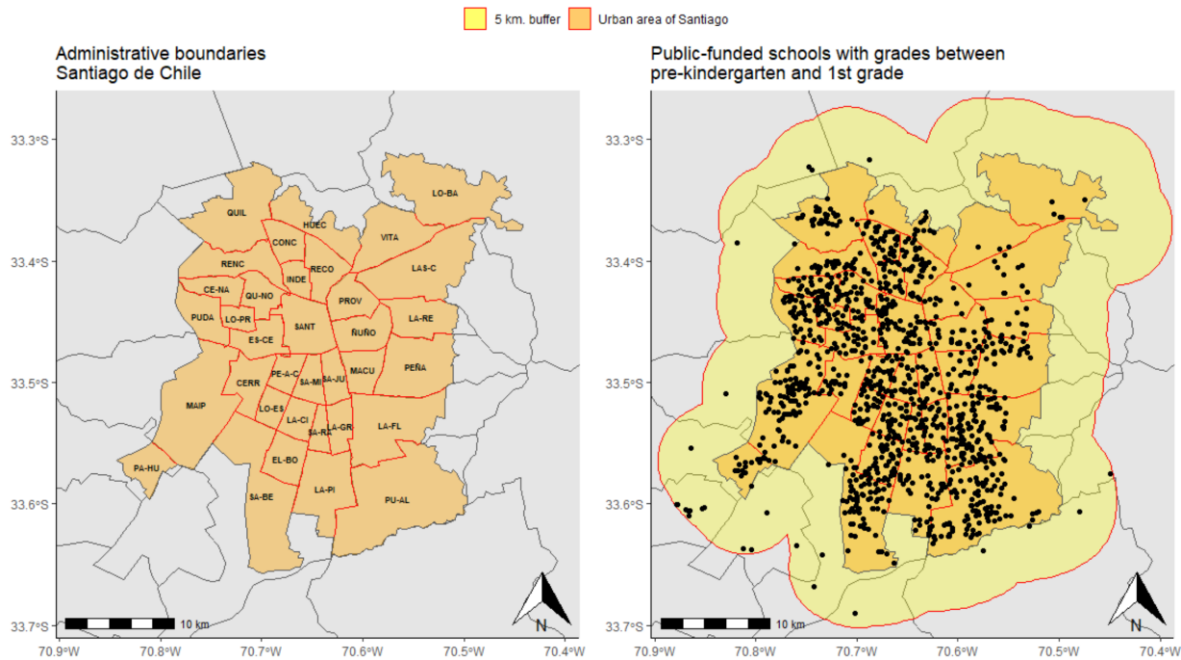 5 km. buffer
Urban area of Santiago
Administrative boundaries
Santiago de Chile
33.3°S
33.4°S
33.5°S
33.6°S
33.7°S
LO-BA
QUIL
HUEC
VITA
CONC
RENC
RECO
LAS-C
INDE
CE-NA
QU-NO
PROV
PUDA
LO-PR
SANT
LA-RE
ÑUÑO
ES-CE
PEÑA
PE-A-C
MACU
SA-MI
SA-JU
CERR
MAIP
LO-ES
LA-CI
LA-GR
SA-RA
LA-FL
EL-BO
PA-HU
LA-PI
SA-BE
PU-AL
10 km
N
70.9°W
70.8°W
70.7°W
70.6°W
70.5°W
70.4°W
Public-funded schools with grades between
pre-kindergarten and 1st grade
33.3°S
33.4°S
33.5°S
33.6°S
33.7°S
10 km
N
70.9°W
70.8°W
70.7°W
70.6°W
70.5°W
70.4°W